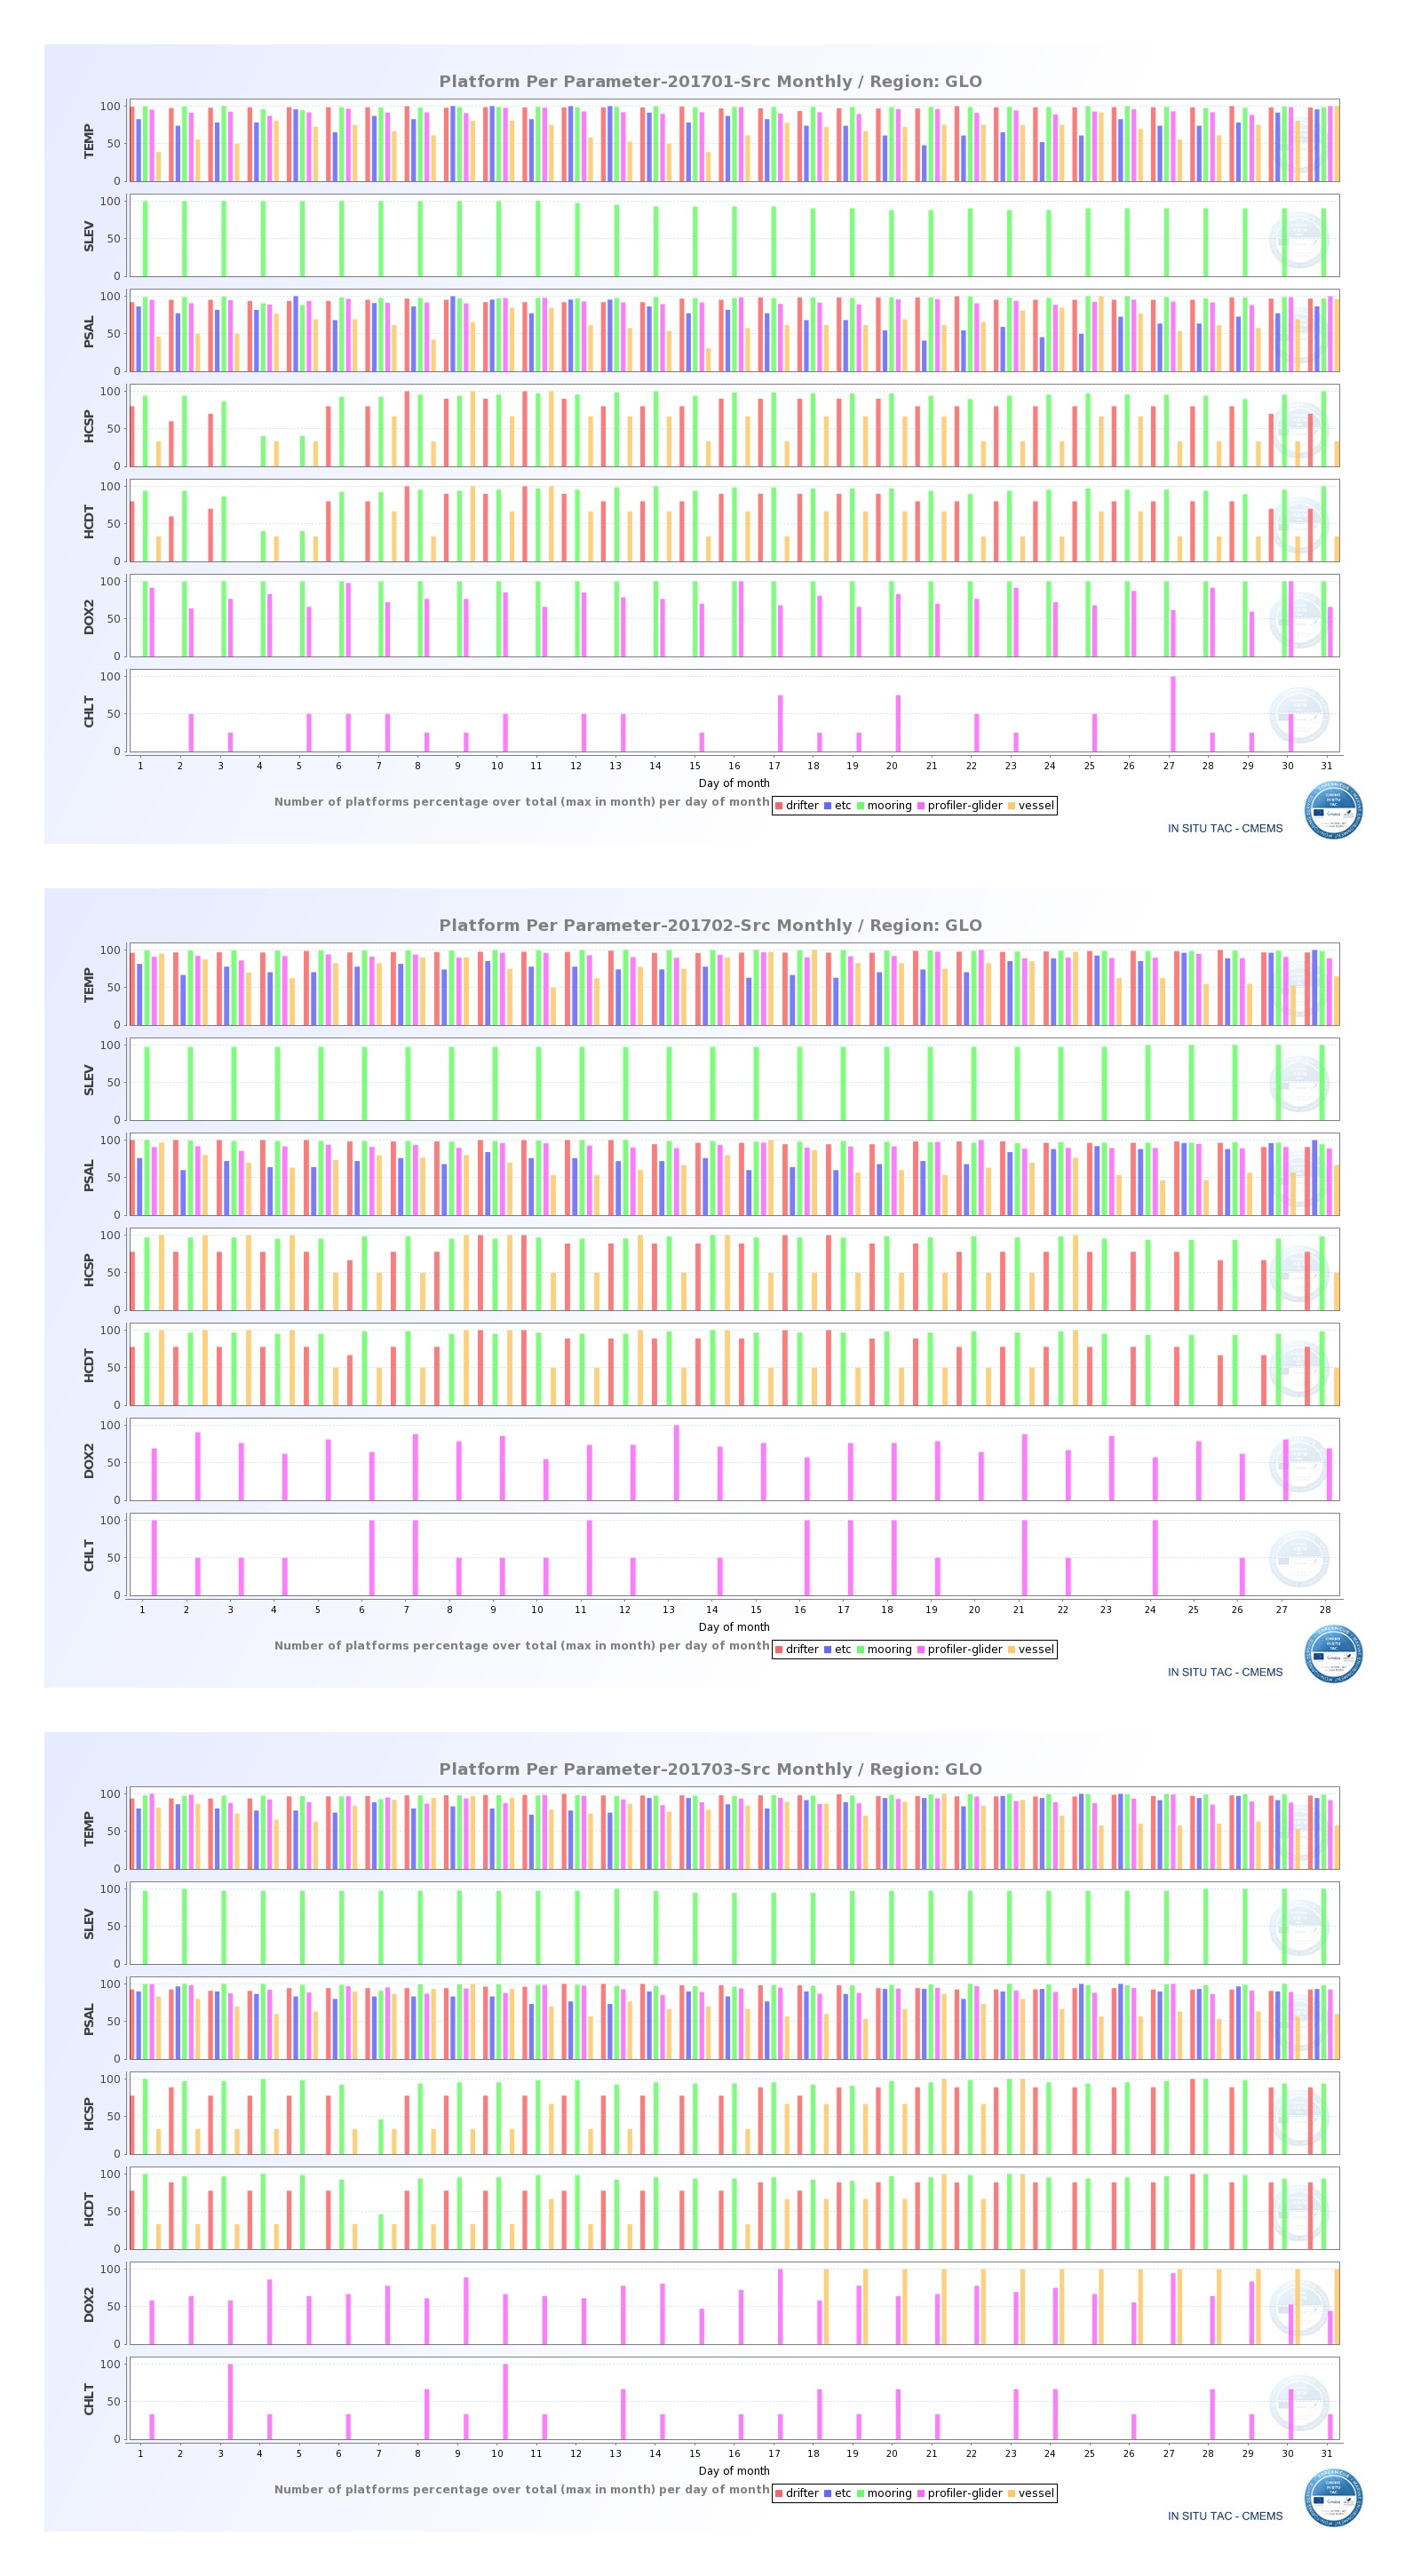 Platform Per Parameter-201701-Src Monthly / Region: GLO
TEMP
100
50
0
SLEV
100
50
0
PSAL
100
50
0
HCSP
100
50
0
HCDT
100
50
0
DOX2
100
50
0
CHLT
100
50
0
1 2 3 4 5 6 7 8 9 10 11 12 13 14 15 16 17 18 19 20 21 22 23 24 25 26 27 28 29 30 31
Day of month
Number of platforms percentage over total (max in month) per day of month
drifter etc mooring profiler-glider vessel
IN SITU TAC - CMEMS
Platform Per Parameter-201702-Src Monthly / Region: GLO
TEMP
100
50
0
SLEV
100
50
0
PSAL
100
50
0
HCSP
100
50
0
HCDT
100
50
0
DOX2
100
50
0
CHLT
100
50
0
1 2 3 4 5 6 7 8 9 10 11 12 13 14 15 16 17 18 19 20 21 22 23 24 25 26 27 28
Day of month
Number of platforms percentage over total (max in month) per day of month
drifter etc mooring profiler-glider vessel
IN SITU TAC - CMEMS
Platform Per Parameter-201703-Src Monthly / Region: GLO
TEMP
100
50
0
SLEV
100
50
0
PSAL
100
50
0
HCSP
100
50
0
HCDT
100
50
0
DOX2
100
50
0
CHLT
100
50
0
1 2 3 4 5 6 7 8 9 10 11 12 13 14 15 16 17 18 19 20 21 22 23 24 25 26 27 28 29 30 31
Day of month
Number of platforms percentage over total (max in month) per day of month
drifter etc mooring profiler-glider vessel
IN SITU TAC - CMEMS